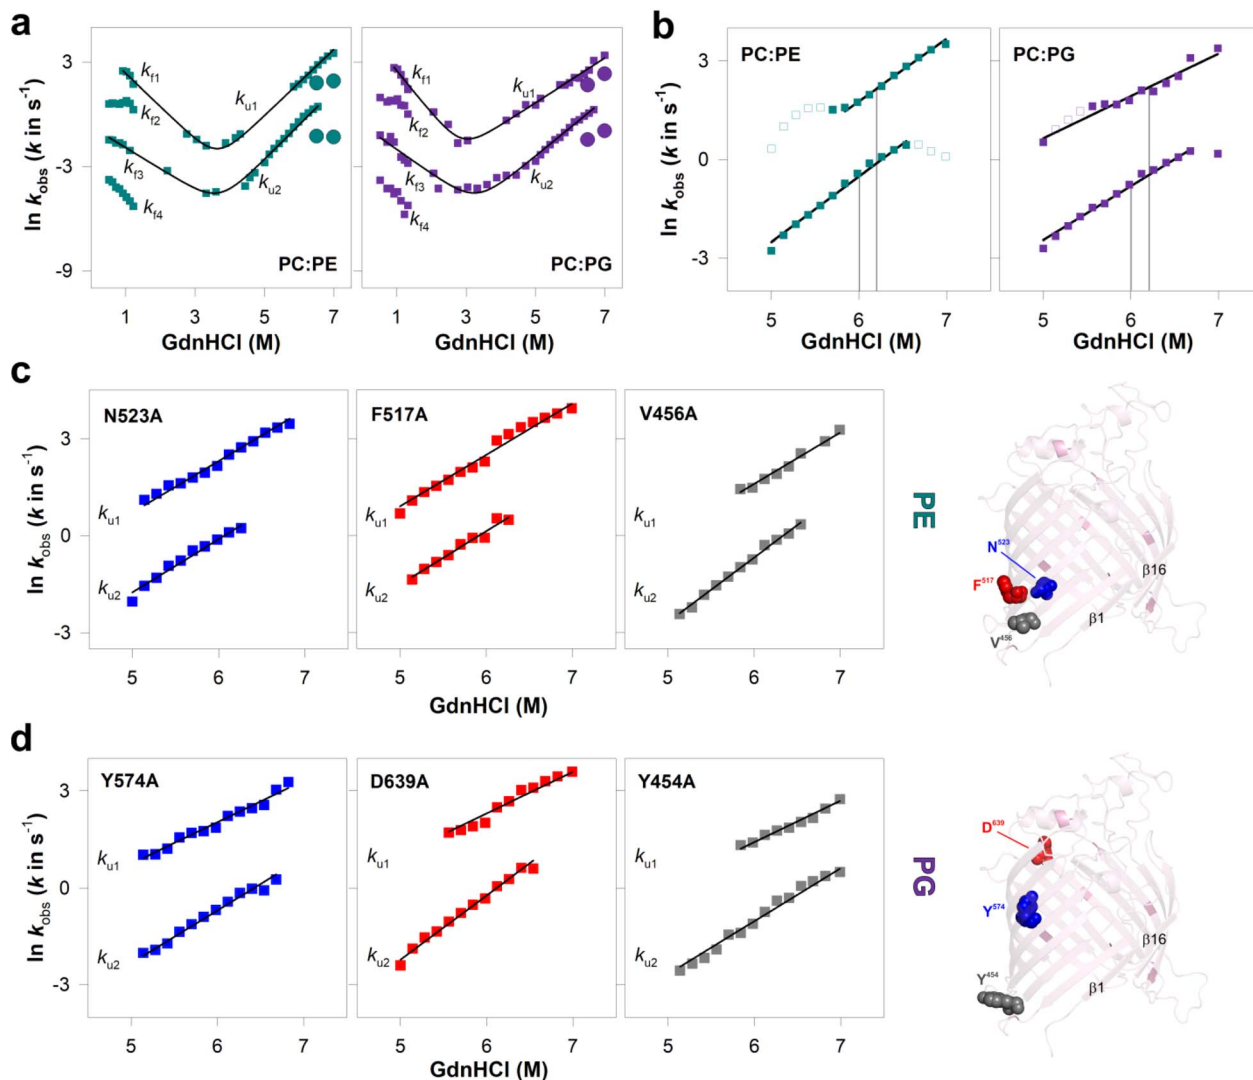 a
b
3
-3
-9
ln kobs (k in s-1)
kf1
kf2
kf3
kf4
ku1
ku2
PC:PE
kf1
kf2
kf3
kf4
ku1
ku2
PC:PG
1 3 5 7
1 3 5 7
GdnHCl (M)
GdnHCl (M)
PC:PE
PC:PG
3
0
-3
ln kobs (k in s-1)
5 6 7
5 6 7
GdnHCl (M)
GdnHCl (M)
c
N523A
F517A
V456A
3
0
-3
ln kobs (k in s-1)
ku1
ku2
ku1
ku2
ku1
ku2
5 6 7
5 6 7
5 6 7
GdnHCl (M)
PE
N523
F517
V456
β16
β1
d
Y574A
D639A
Y454A
3
0
-3
ln kobs (k in s-1)
ku1
ku2
ku1
ku2
ku1
ku2
5 6 7
5 6 7
5 6 7
GdnHCl (M)
PG
D639
Y574
Y454
β16
β1